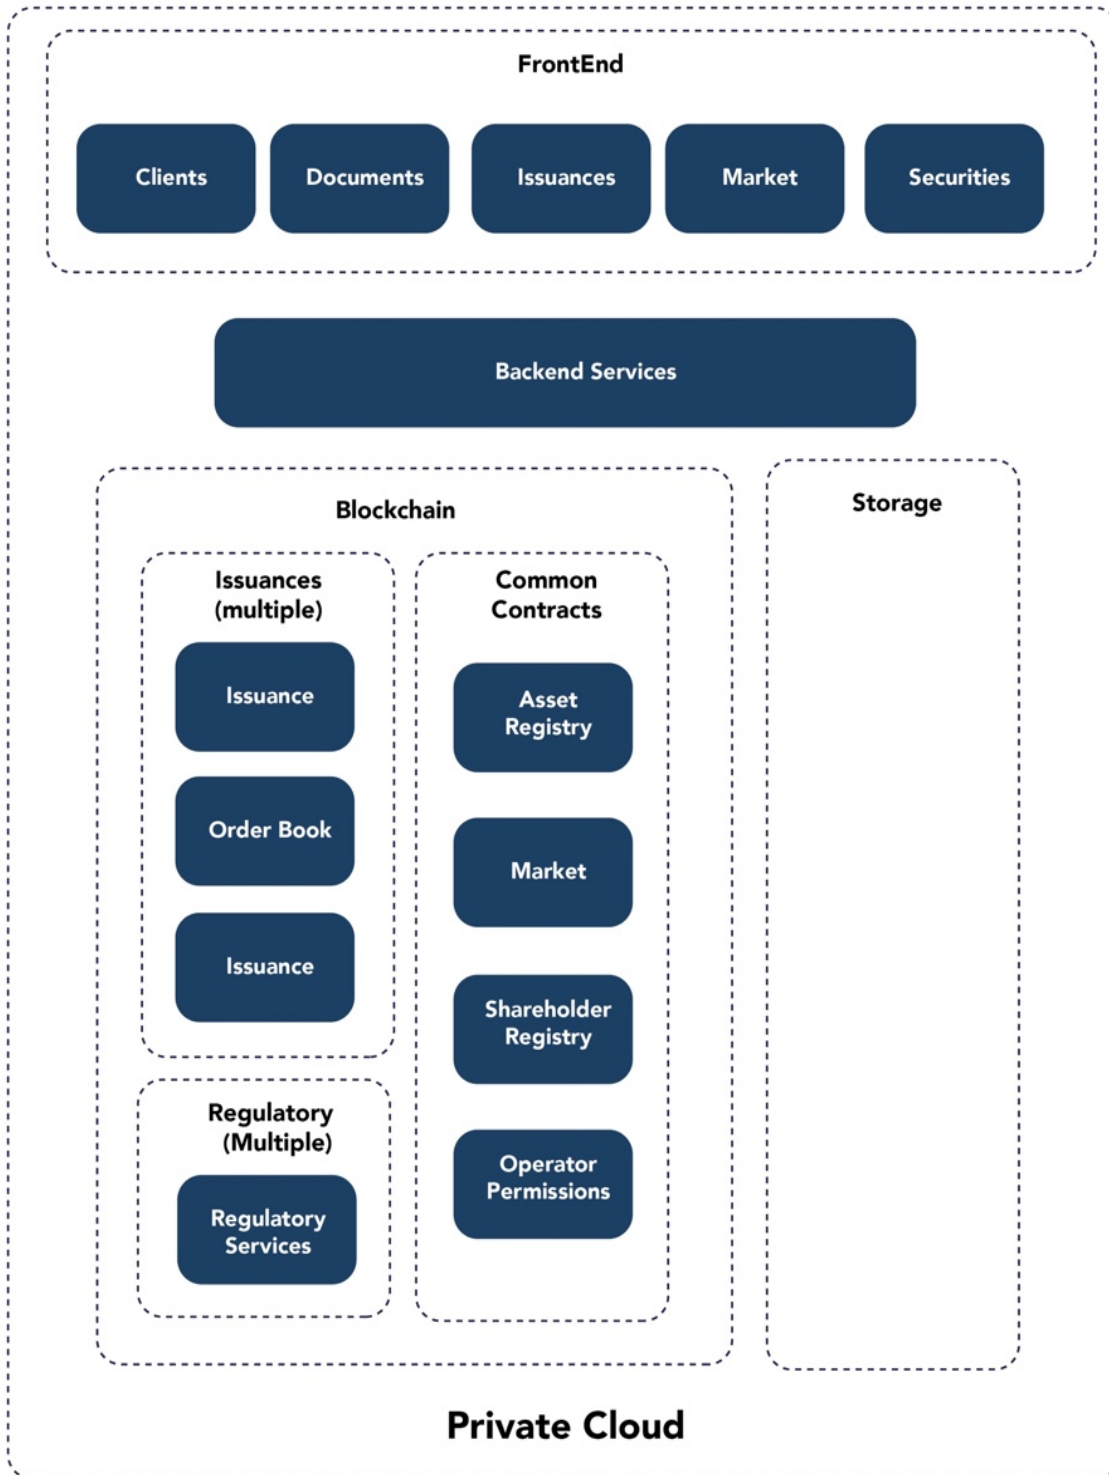 FrontEnd
Clients
Documents
Issuances
Market
Securities
Backend Services
Blockchain
Issuances
(multiple)
Issuance
Order Book
Issuance
Regulatory
(Multiple)
Regulatory
Services
Common
Contracts
Asset
Registry
Market
Shareholder
Registry
Operator
Permissions
Storage
Private Cloud